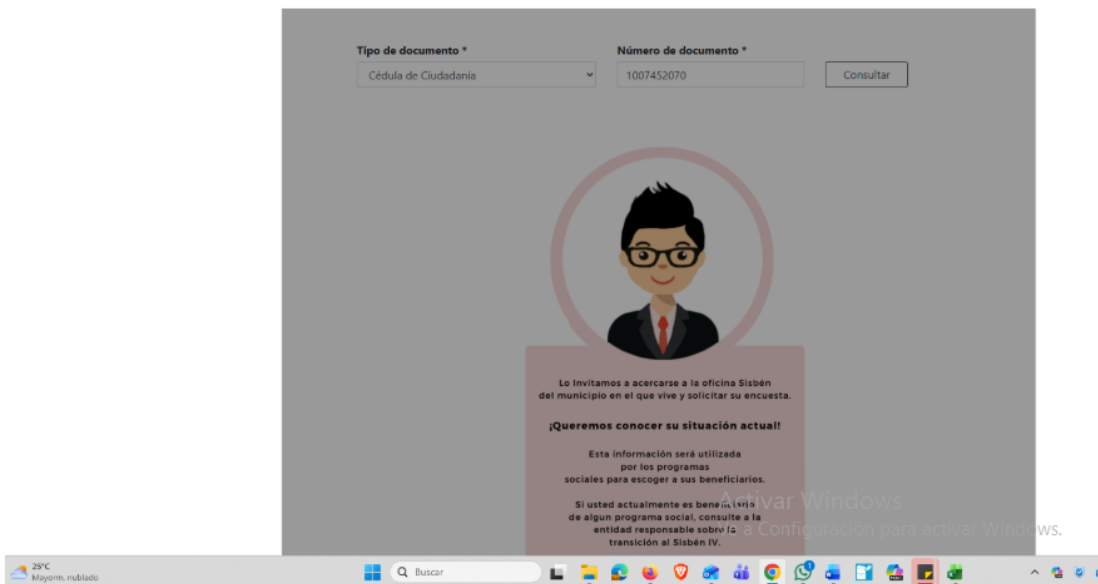 Tipo de documento *
Número de documento *
Cédula de Ciudadanía
1007452070
Consultar
Lo Invitamos a acercarse a la oficina Sisbén
del municipio en el que vive y solicitar su encuesta.
¡Queremos conocer su situación actual!
Esta información será utilizada
por los programas
sociales para escoger a sus beneficiarios.
Si usted actualmente es beneficiario
de algun programa social, consulte a la
entidad responsable sobre la
transición al Sisbén IV.
Activar Windows
a Configuración para activar Windows.
25°C
Mayorm. nublado
Buscar
1